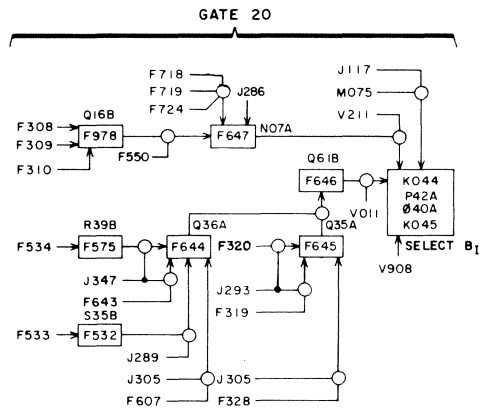 GATE 20
F718
F719
F724
J286
J117
M075
V211
Q16B
F308
F309
F310
F978
F550
F647
N07A
Q61B
F646
V011
K044
P42A
Ø40A
K045
SELECT BI
V908
R39B
F534
F575
Q36A
F644
F320
Q35A
F645
J347
F643
J293
F319
S35B
F533
F532
J289
J305
F607
J305
F328